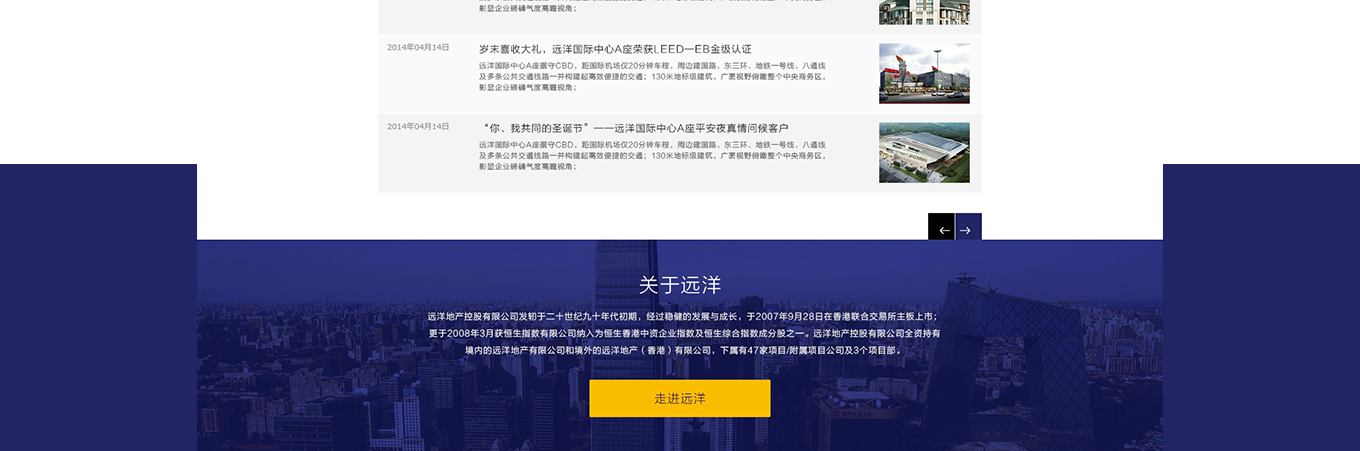 彰显企业磅礴气度高瞻视角；
2014年04月14日
岁末喜收大礼，远洋国际中心A座荣获LEED—EB金级认证
远洋国际中心A座据守CBD，距国际机场仅20分钟车程，周边建国路、东三环、地铁一号线、八通线
及多条公共交通线路一并构建起高效便捷的交通；130米地标级建筑，广袤视野俯瞰整个中央商务区，
彰显企业磅礴气度高瞻视角；
2014年04月14日
“你、我共同的圣诞节”——远洋国际中心A座平安夜真情问候客户
远洋国际中心A座据守CBD，距国际机场仅20分钟车程，周边建国路、东三环、地铁一号线、八通线
及多条公共交通线路一并构建起高效便捷的交通；130米地标级建筑，广袤视野俯瞰整个中央商务区，
彰显企业磅礴气度高瞻视角；
关于远洋
远洋地产控股有限公司发轫于二十世纪九十年代初期，经过稳健的发展与成长，于2007年9月28日在香港联合交易所主板上市；
更于2008年3月获恒生指数有限公司纳入为恒生香港中资企业指数及恒生综合指数成分股之一。远洋地产控股有限公司全资持有
境内的远洋地产有限公司和境外的远洋地产（香港）有限公司，下属有47家项目/附属项目公司及3个项目部。
走进远洋